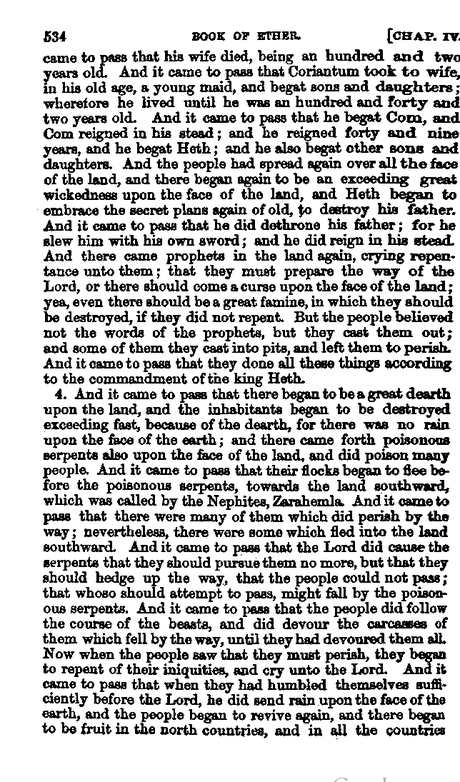 534 BOOK OF ETHER. [CHAP. IV.
came to pass that his wife died, being an hundred and two
years old. And it came to pass that Coriantum took to wife,
in his old age, a young maid, and begat sons and daughters;
wherefore he lived until he was an hundred and forty and
two years old. And it came to pass that he begat Com, and
Com reigned in his stead; and he reigned forty and nine
years, and he begat Heth; and he also begat other sons and
daughters. And the people had spread again over all the face
of the land, and there began again to be an exceeding great
wickedness upon the face of the land, and Heth began to
embrace the secret plans again of old, to destroy his father.
And it came to pass that he did dethrone his father; for he
slew him with his own sword; and he did reign in his stead.
And there came prophets in the land again, crying repen-
tance unto them; that they must prepare the way of the
Lord, or there should come a curse upon the face of the land;
yea, even there should be a great famine, in which they should
be destroyed, if they did not repent. But the people believed
not the words of the prophets, but they cast them out;
and some of them they cast into pits, and left them to perish.
And it came to pass that they done all these things according
to the commandment of the king Heth.
4. And it came to pass that there began to be a great dearth
upon the land, and the inhabitants began to be destroyed
exceeding fast, because of the dearth, for there was no rain
upon the face of the earth; and there came forth poisonous
serpents also upon the face of the land, and did poison many
people. And it came to pass that their flocks began to flee be-
fore the poisonous serpents, towards the land southward,
which was called by the Nephites, Zarahemla. And it came to
pass that there were many of them which did perish by the
way; nevertheless, there were some which fled into the land
southward. And it came to pass that the Lord did cause the
serpents that they should pursue them no more, but that they
should hedge up the way, that the people could not pass;
that whoso should attempt to pass, might fall by the poison-
ous serpents. And it came to pass that the people did follow
the course of the beasts, and did devour the carcasses of
them which fell by the way, until they had devoured them all.
Now when the people saw that they must perish, they began
to repent of their iniquities, and cry unto the Lord. And it
came to pass that when they had humbled themselves suffi-
ciently before the Lord, he did send rain upon the face of the
earth, and the people began to revive again, and there began
to be fruit in the north countries, and in all the countries